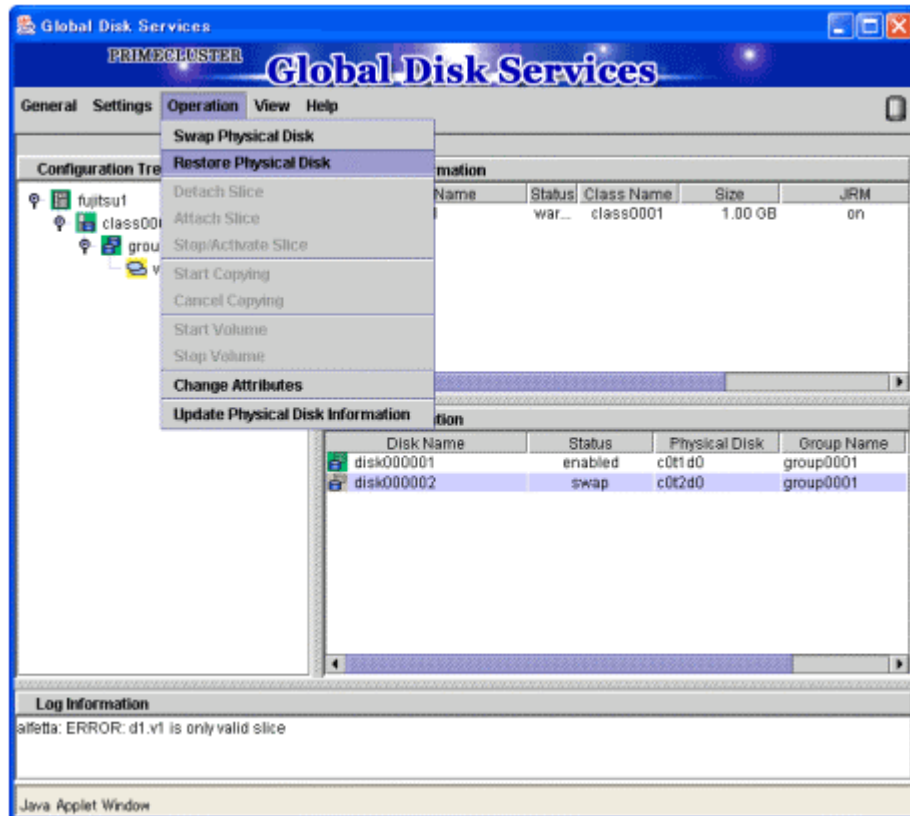 Global Disk Services
PRIMECLUSTER
Global Disk Services
General Settings Operation View Help
Swap Physical Disk
Restore Physical Disk
Detach Slice
Attach Slice
Stop/Activate Slice
Start Copying
Cancel Copying
Start Volume
Stop Volume
Change Attributes
Update Physical Disk Information
Configuration Tre
fujitsu1
class00
grou
v
rmation
Name Status Class Name Size JRM
war... class0001 1.00 GB on
tion
Disk Name Status Physical Disk Group Name
disk000001 enabled c0t1d0 group0001
disk000002 swap c0t2d0 group0001
Log Information
alfetta: ERROR: d1.v1 is only valid slice
Java Applet Window